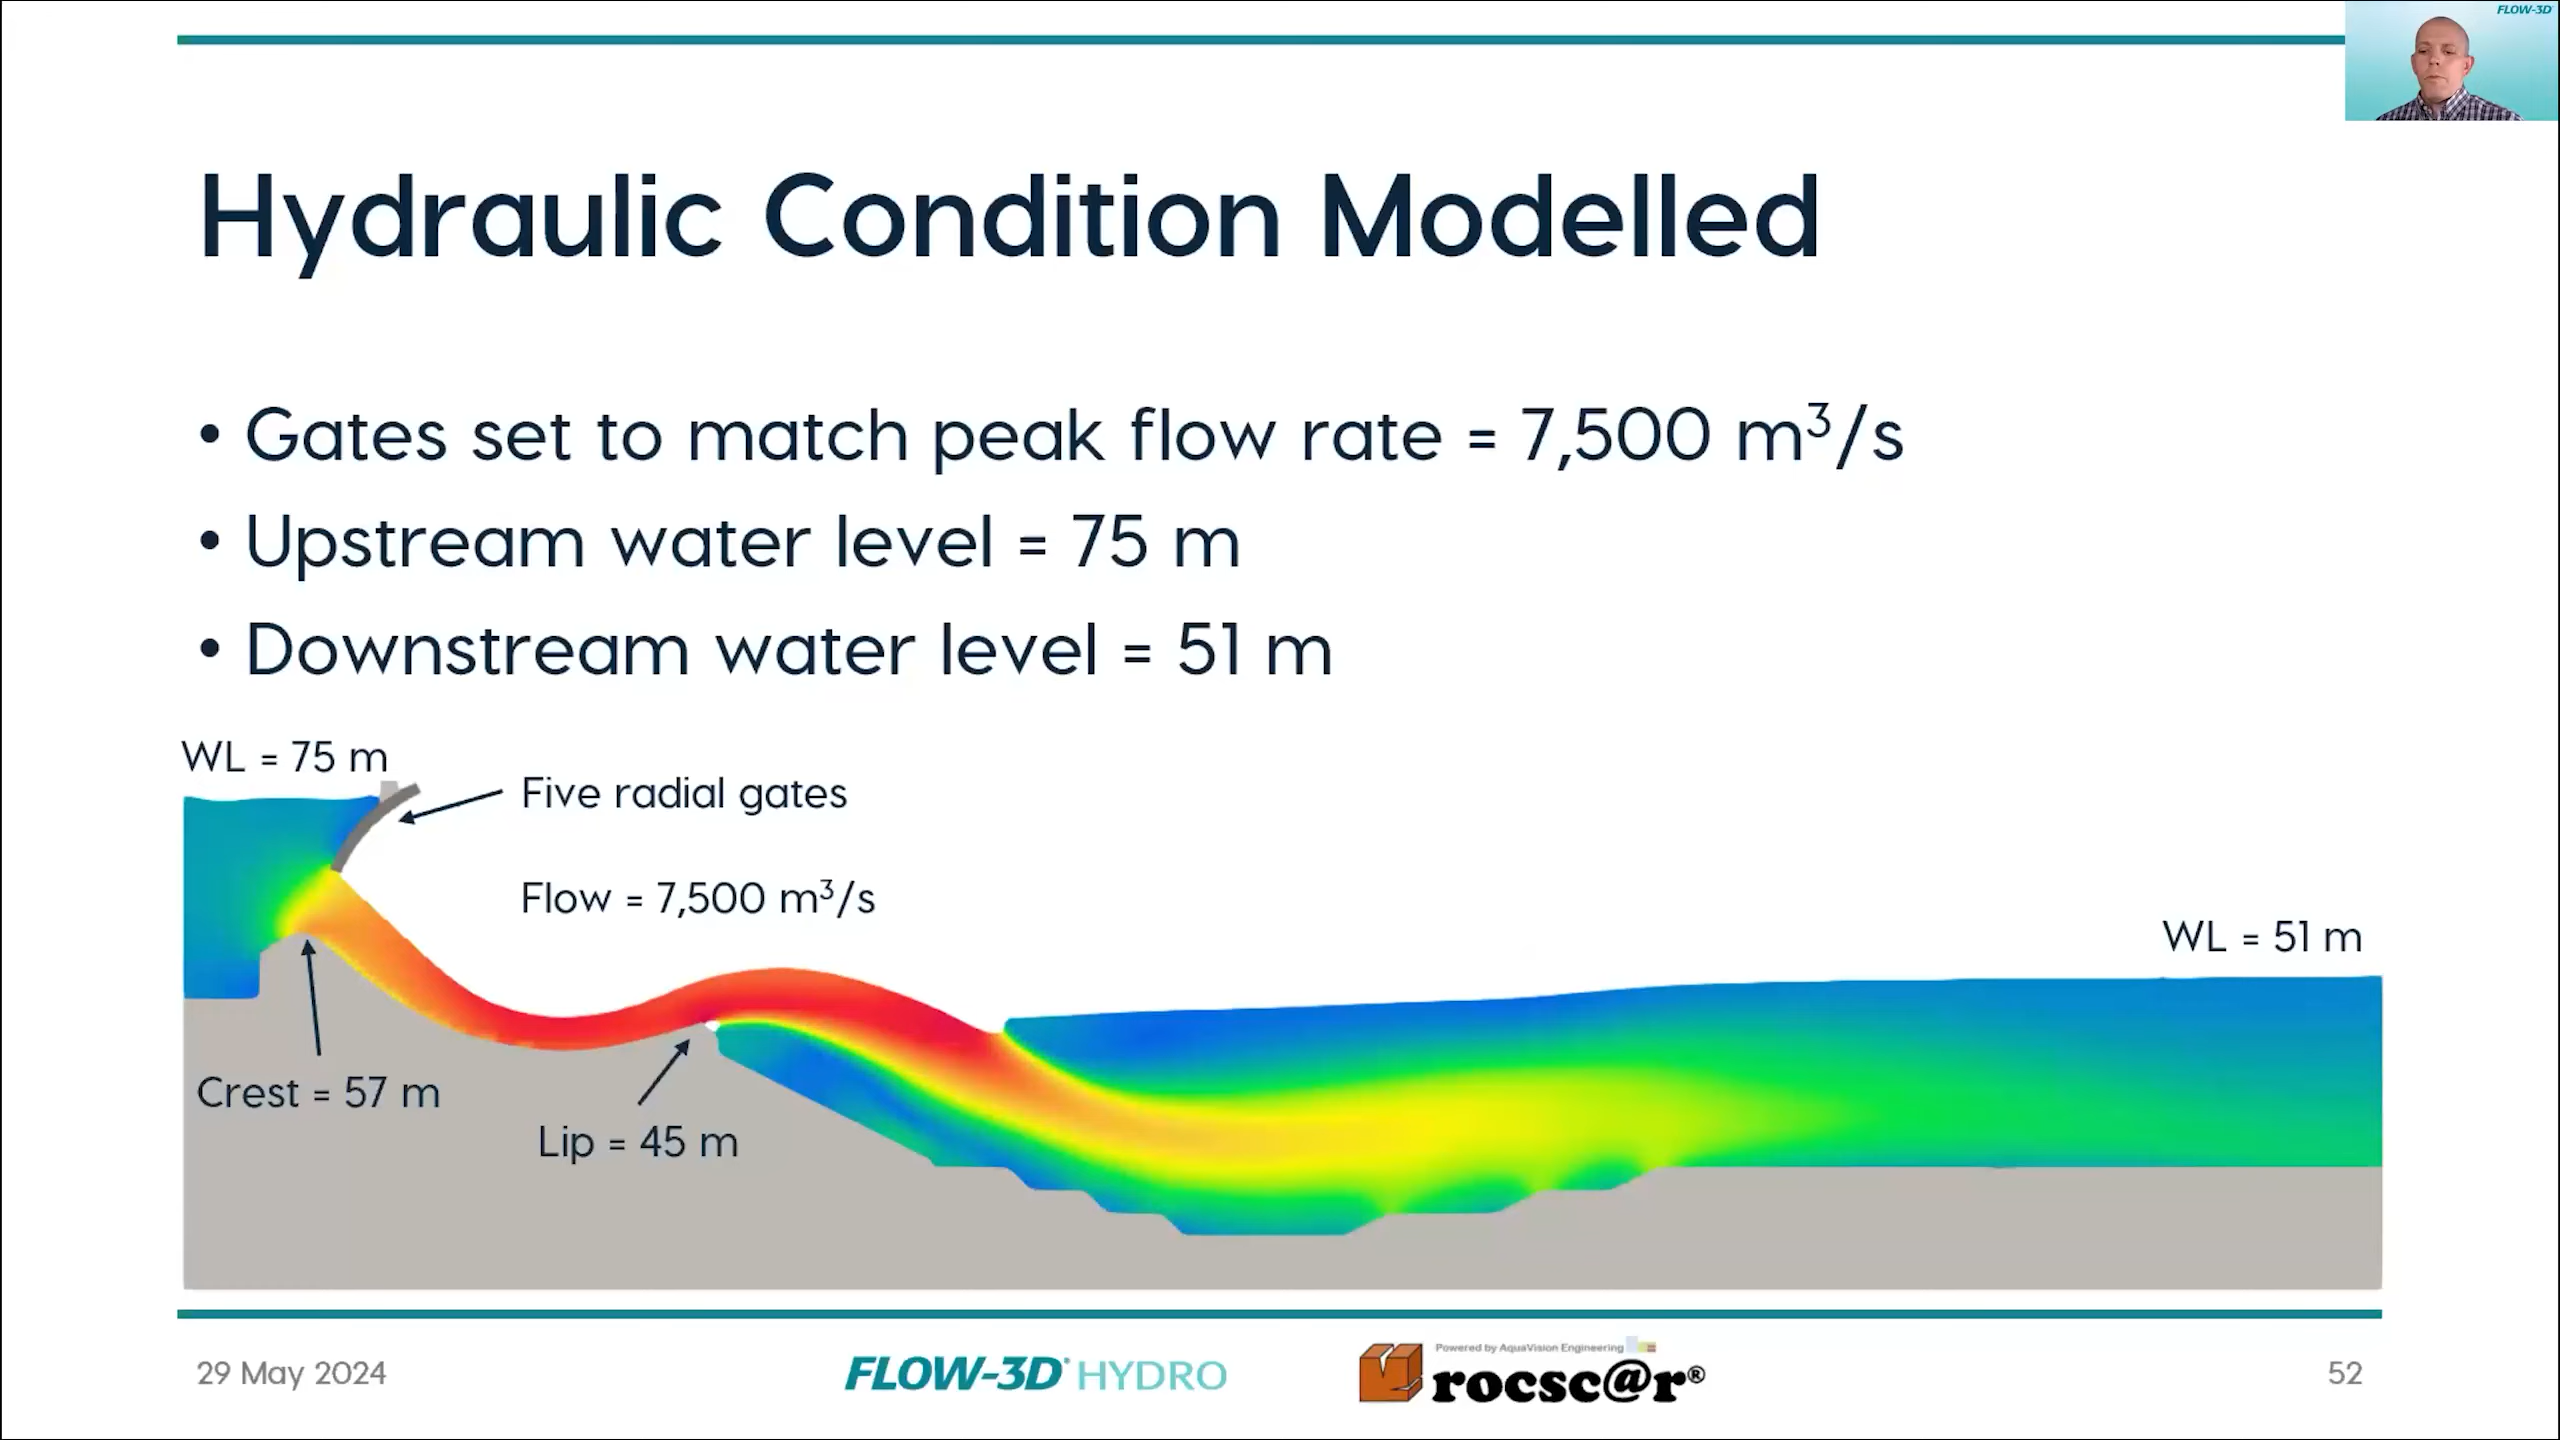 FLOW-3D
Hydraulic Condition Modelled
• Gates set to match peak flow rate = 7,500 m³/s
• Upstream water level = 75 m
• Downstream water level = 51 m
WL = 75 m
Five radial gates
Flow = 7,500 m³/s
WL = 51 m
Crest = 57 m
Lip = 45 m
29 May 2024
FLOW-3D® HYDRO
Powered by AquaVision Engineering
rocsc@r®
52